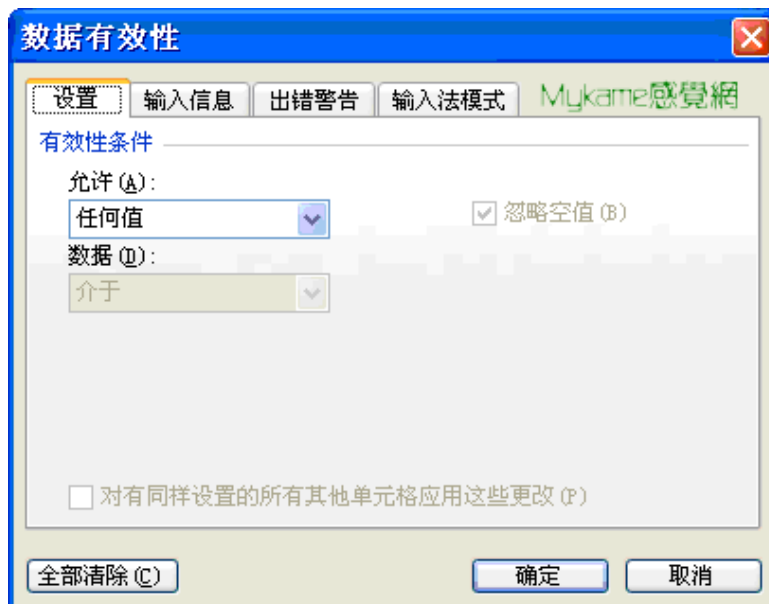 数据有效性
设置 输入信息 出错警告 输入法模式 Mykame感覺網
有效性条件
允许(A):
任何值 忽略空值(B)
数据(D):
介于
对有同样设置的所有其他单元格应用这些更改(P)
全部清除(C) 确定 取消